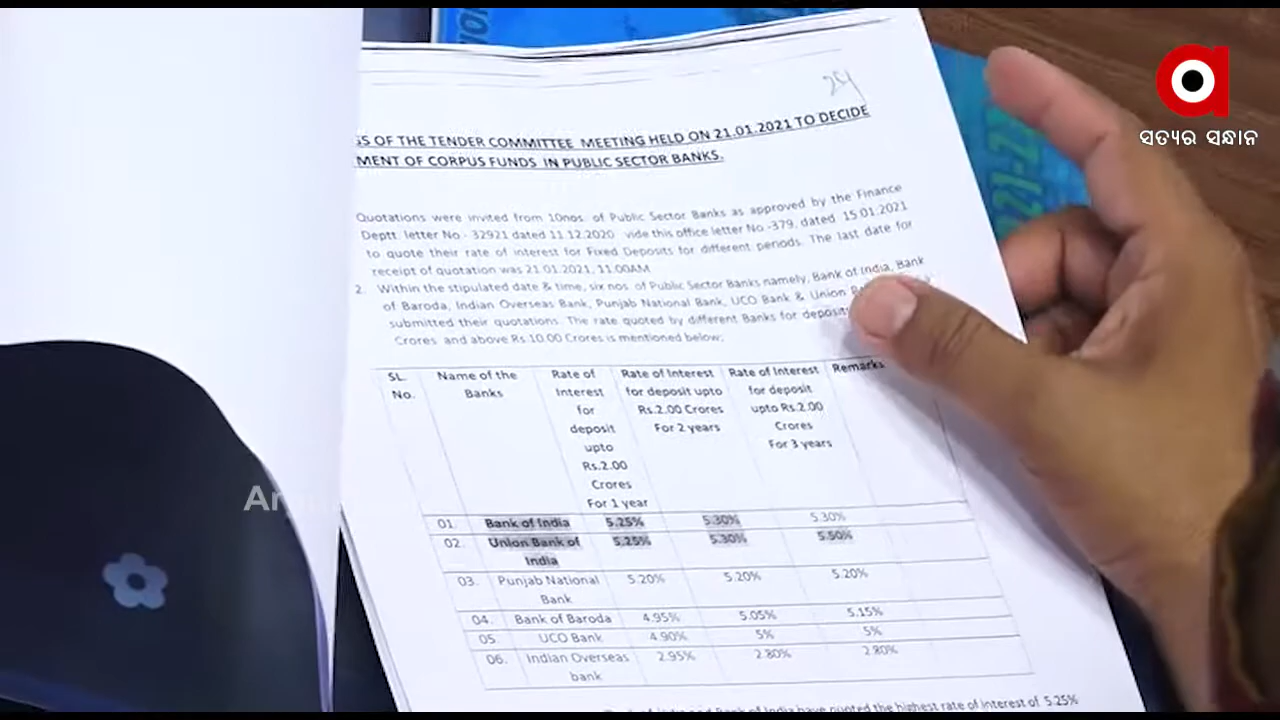 ସତ୍ୟର ସନ୍ଧାନ
OF THE TENDER COMMITTEE MEETING HELD ON 21.01.2021 TO DECIDE
OF CORPUS FUNDS IN PUBLIC SECTOR BANKS.
Quotations were invited from 10nos. of Public Sector Banks as approved by the Finance
Deptt. letter No - 32921 dated 11.12.2020 vide this office letter No -379, dated 15.01.2021
to quote their rate of interest for Fixed Deposits for different periods. The last date for
receipt of quotation was 21.01.2021, 11.00AM
2. Within the stipulated date & time, six nos. of Public Sector Banks namely, Bank of India, Bank
of Baroda, Indian Overseas Bank, Punjab National Bank, UCO Bank & Union
submitted their quotations. The rate quoted by different Banks for deposits
Crores and above Rs.10.00 Crores is mentioned below;
SL. No. Name of the Banks Rate of Interest for deposit upto Rs.2.00 Crores For 1 year Rate of Interest for deposit upto Rs.2.00 Crores For 2 years Rate of Interest for deposit upto Rs.2.00 Crores For 3 years Remarks
01. Bank of India 5.25% 5.30% 5.30%
02. Union Bank of India 5.25% 5.30% 5.50%
03. Punjab National Bank 5.20% 5.20% 5.20%
04. Bank of Baroda 4.95% 5.05% 5.15%
05. UCO Bank 4.90% 5% 5%
06. Indian Overseas bank 2.95% 2.80% 2.80%
Bank of India have quoted the highest rate of interest of 5.25%